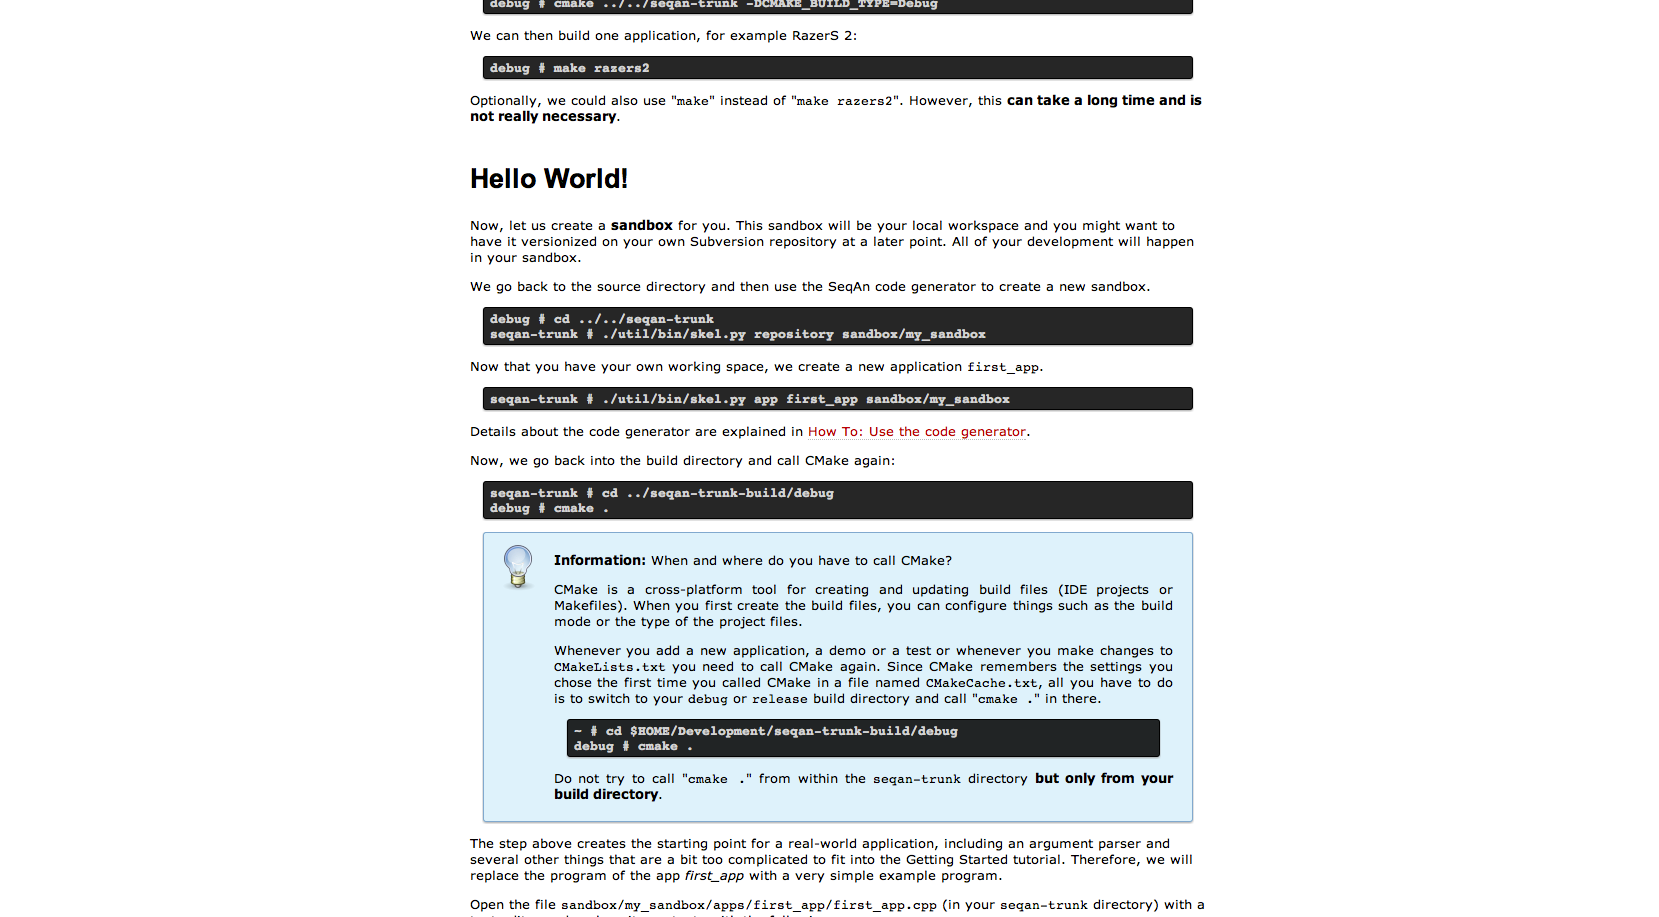 debug # cmake ../../seqan-trunk -DCMAKE_BUILD_TYPE=Debug
We can then build one application, for example RazerS 2:
debug # make razers2
Optionally, we could also use "make" instead of "make razers2". However, this can take a long time and is
not really necessary.
Hello World!
Now, let us create a sandbox for you. This sandbox will be your local workspace and you might want to
have it versionized on your own Subversion repository at a later point. All of your development will happen
in your sandbox.
We go back to the source directory and then use the SeqAn code generator to create a new sandbox.
debug # cd ../../seqan-trunk
seqan-trunk # ./util/bin/skel.py repository sandbox/my_sandbox
Now that you have your own working space, we create a new application first_app.
seqan-trunk # ./util/bin/skel.py app first_app sandbox/my_sandbox
Details about the code generator are explained in How To: Use the code generator.
Now, we go back into the build directory and call CMake again:
seqan-trunk # cd ../seqan-trunk-build/debug
debug # cmake .
Information: When and where do you have to call CMake?
CMake is a cross-platform tool for creating and updating build files (IDE projects or
Makefiles). When you first create the build files, you can configure things such as the build
mode or the type of the project files.
Whenever you add a new application, a demo or a test or whenever you make changes to
CMakeLists.txt you need to call CMake again. Since CMake remembers the settings you
chose the first time you called CMake in a file named CMakeCache.txt, all you have to do
is to switch to your debug or release build directory and call "cmake ." in there.
~ # cd $HOME/Development/seqan-trunk-build/debug
debug # cmake .
Do not try to call "cmake ." from within the seqan-trunk directory but only from your
build directory.
The step above creates the starting point for a real-world application, including an argument parser and
several other things that are a bit too complicated to fit into the Getting Started tutorial. Therefore, we will
replace the program of the app first_app with a very simple example program.
Open the file sandbox/my_sandbox/apps/first_app/first_app.cpp (in your seqan-trunk directory) with a